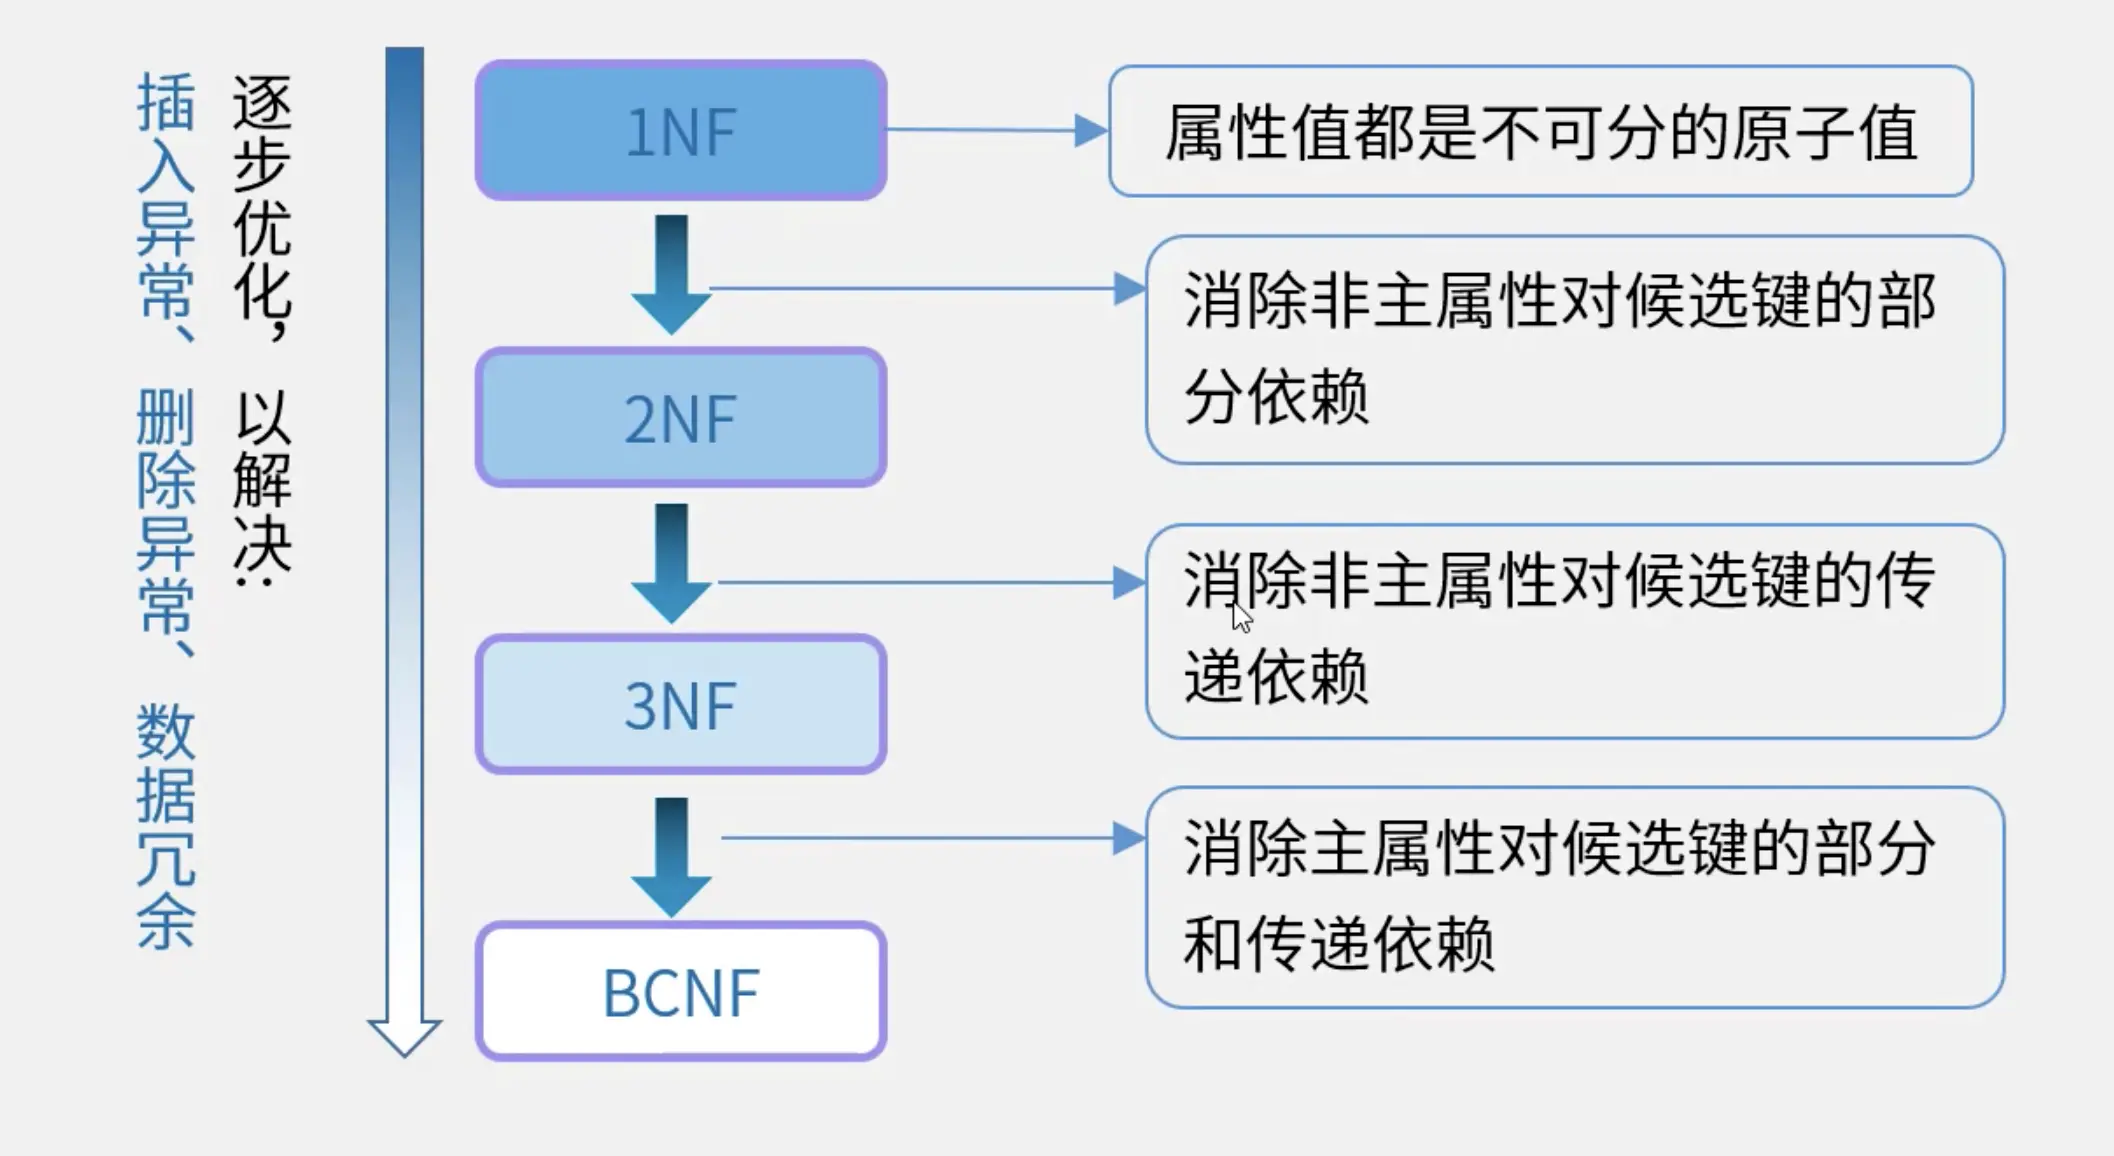 逐步优化，以解决：
插入异常、删除异常、数据冗余
1NF
属性值都是不可分的原子值
消除非主属性对候选键的部
分依赖
2NF
消除非主属性对候选键的传
递依赖
3NF
消除主属性对候选键的部分
和传递依赖
BCNF